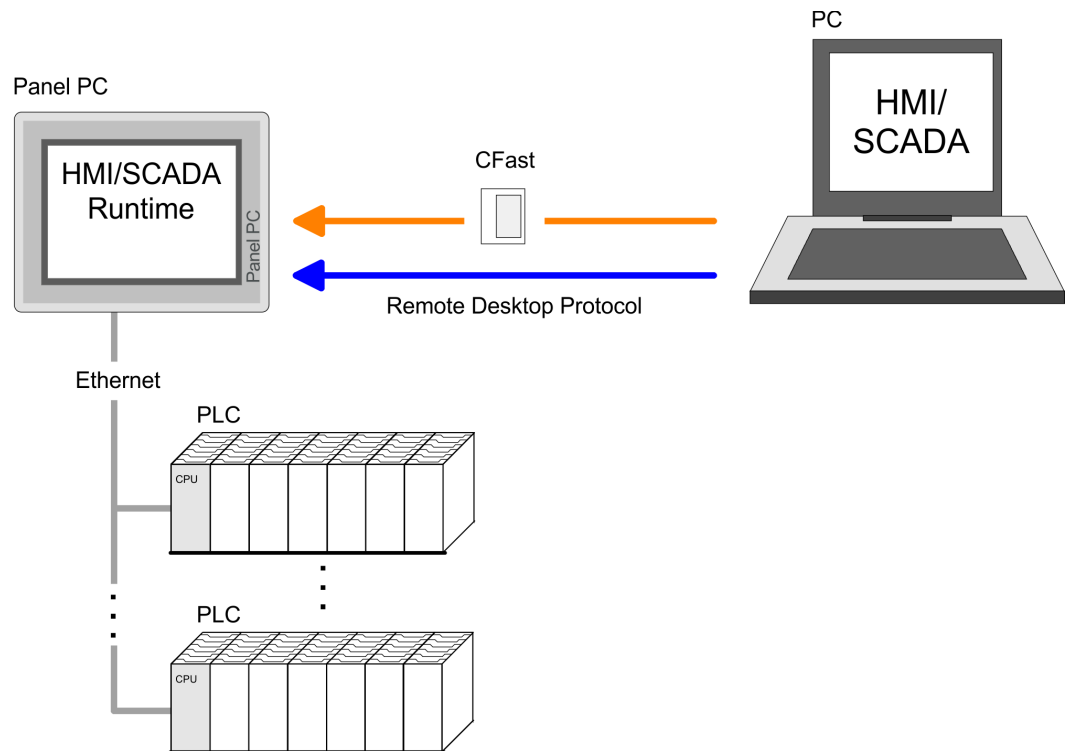 PC
Panel PC
HMI/SCADA
Runtime
Panel PC
CFast
HMI/
SCADA
Remote Desktop Protocol
Ethernet
PLC
CPU
PLC
CPU